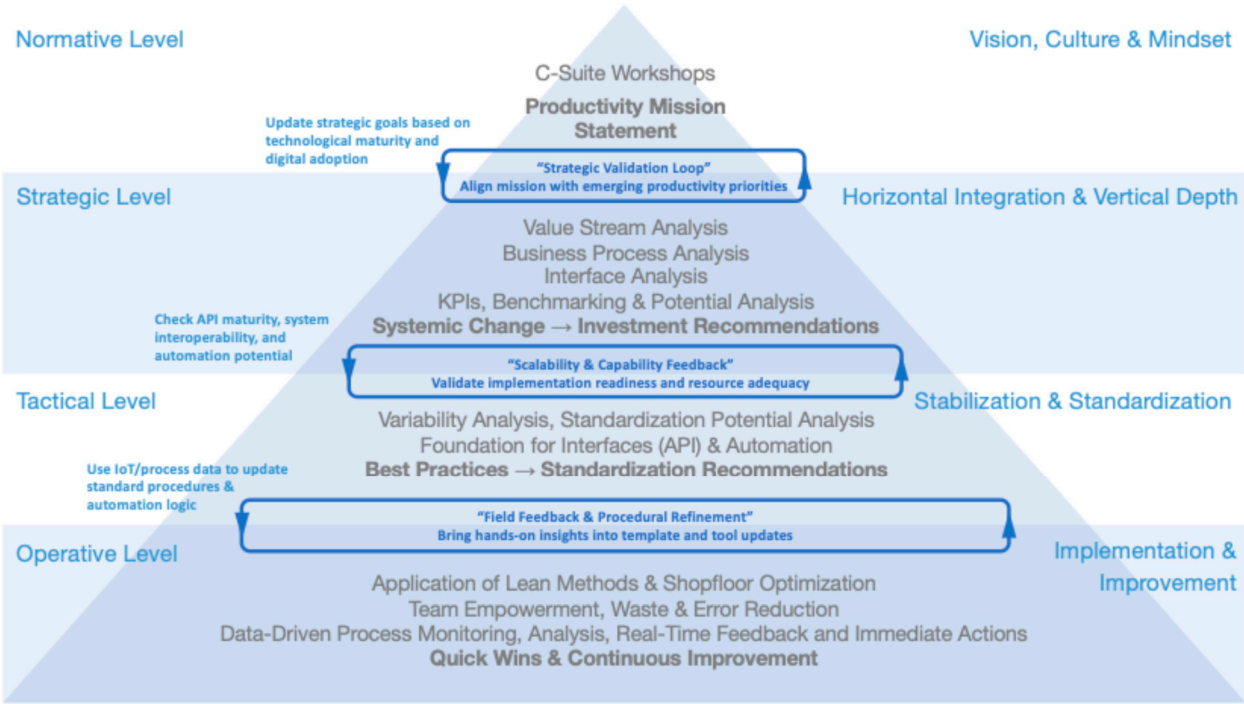 Normative Level
Vision, Culture & Mindset
C-Suite Workshops
Productivity Mission
Statement
Update strategic goals based on
technological maturity and
digital adoption
“Strategic Validation Loop”
Align mission with emerging productivity priorities
Strategic Level
Horizontal Integration & Vertical Depth
Value Stream Analysis
Business Process Analysis
Interface Analysis
KPIs, Benchmarking & Potential Analysis
Systemic Change → Investment Recommendations
Check API maturity, system
interoperability, and
automation potential
“Scalability & Capability Feedback”
Validate implementation readiness and resource adequacy
Tactical Level
Stabilization & Standardization
Variability Analysis, Standardization Potential Analysis
Foundation for Interfaces (API) & Automation
Best Practices → Standardization Recommendations
Use IoT/process data to update
standard procedures &
automation logic
“Field Feedback & Procedural Refinement”
Bring hands-on insights into template and tool updates
Operative Level
Implementation &
Improvement
Application of Lean Methods & Shopfloor Optimization
Team Empowerment, Waste & Error Reduction
Data-Driven Process Monitoring, Analysis, Real-Time Feedback and Immediate Actions
Quick Wins & Continuous Improvement